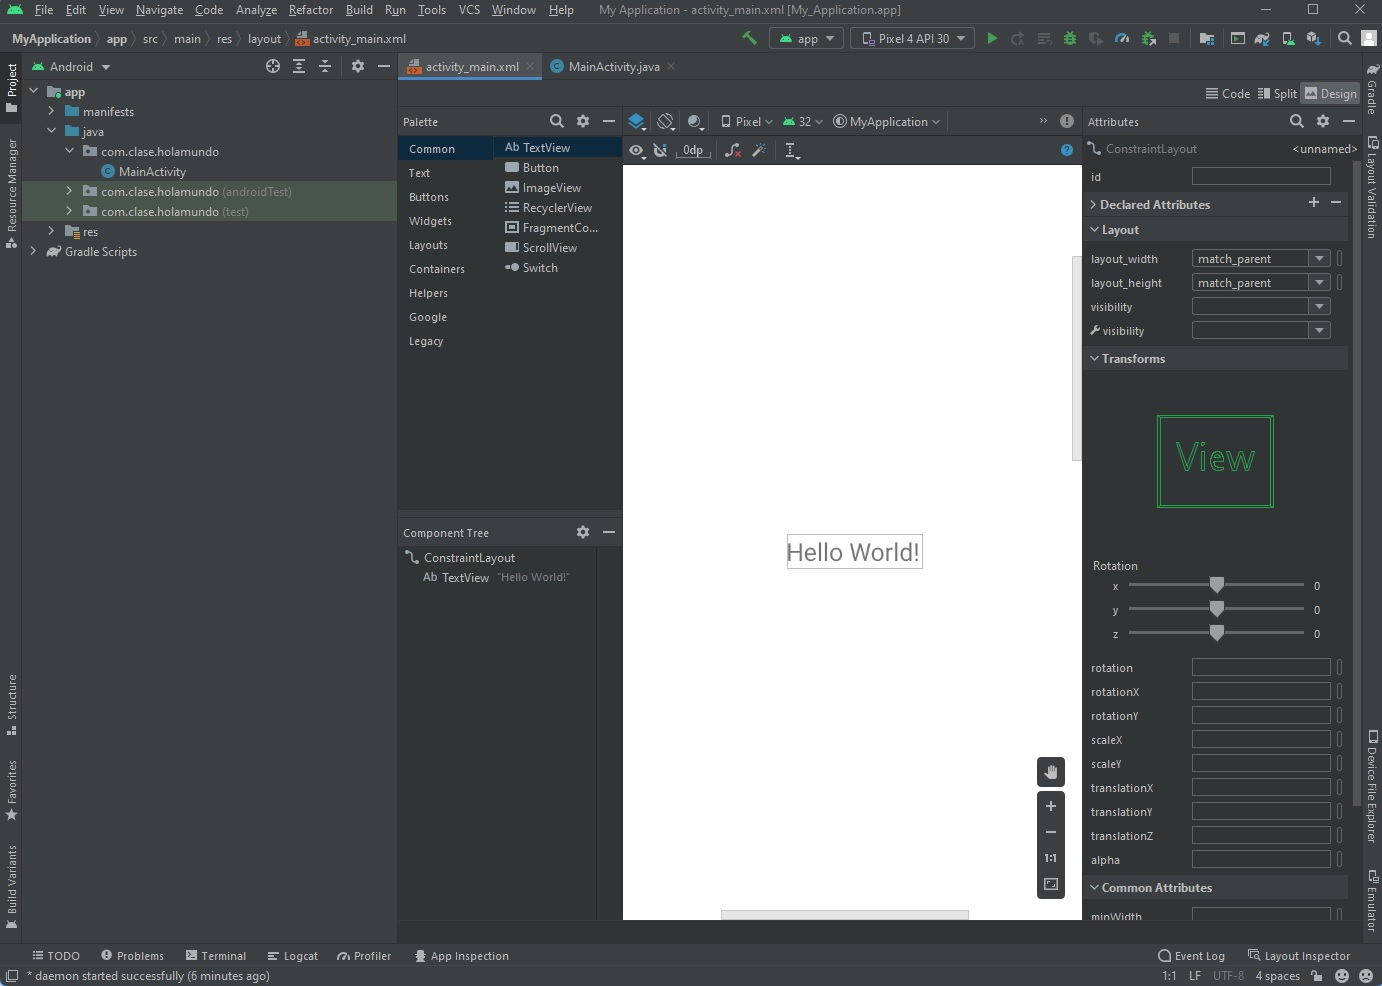 File Edit View Navigate Code Analyze Refactor Build Run Tools VCS Window Help My Application - activity_main.xml [My_Application.app]
MyApplication app src main res layout activity_main.xml app Pixel 4 API 30
Project
Resource Manager
Structure
Favorites
Build Variants
Android
app
manifests
java
com.clase.holamundo
MainActivity
com.clase.holamundo (androidTest)
com.clase.holamundo (test)
res
Gradle Scripts
activity_main.xml MainActivity.java
Code Split Design
Palette
Common
Text
Buttons
Widgets
Layouts
Containers
Helpers
Google
Legacy
Ab TextView
Button
ImageView
RecyclerView
FragmentCo...
ScrollView
Switch
Component Tree
ConstraintLayout
Ab TextView "Hello World!"
Pixel 32 MyApplication
0dp
Hello World!
1:1
Attributes
ConstraintLayout <unnamed>
id
Declared Attributes
Layout
layout_width match_parent
layout_height match_parent
visibility
visibility
Transforms
View
Rotation
x 0
y 0
z 0
rotation
rotationX
rotationY
scaleX
scaleY
translationX
translationY
translationZ
alpha
Common Attributes
minWidth
Gradle
Layout Validation
Device File Explorer
Emulator
TODO Problems Terminal Logcat Profiler App Inspection Event Log Layout Inspector
* daemon started successfully (6 minutes ago) 1:1 LF UTF-8 4 spaces